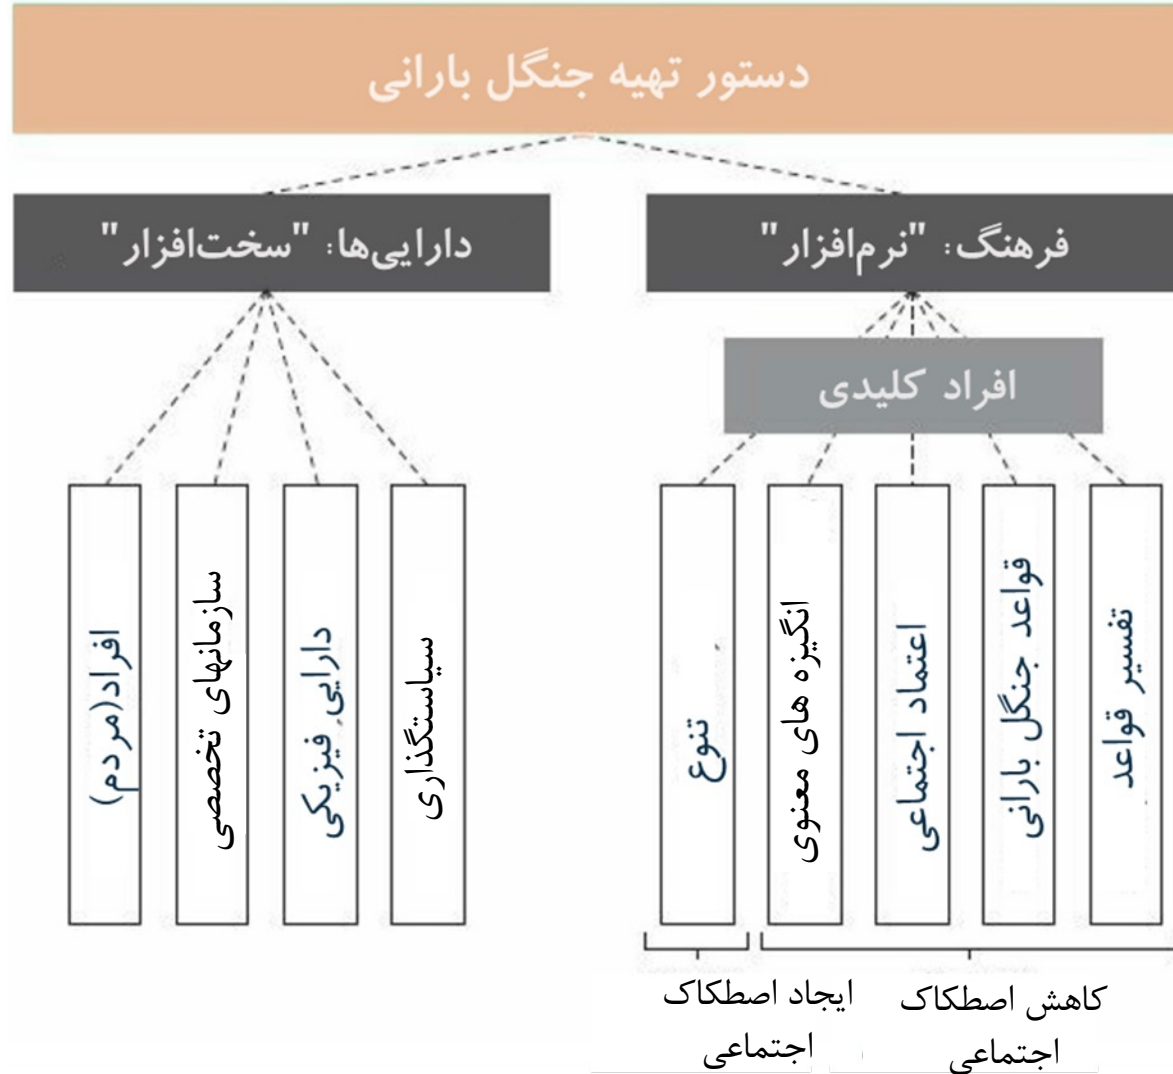 دستور تهیه جنگل بارانی
فرهنگ: "نرم‌افزار"
دارایی‌ها: "سخت‌افزار"
افراد کلیدی
تفسیر قواعد
قواعد جنگل بارانی
اعتماد اجتماعی
انگیزه های معنوی
تنوع
سیاستگذاری
دارایی فیزیکی
سازمانهای تخصصی
افراد(مردم)
کاهش اصطکاک
اجتماعی
ایجاد اصطکاک
اجتماعی